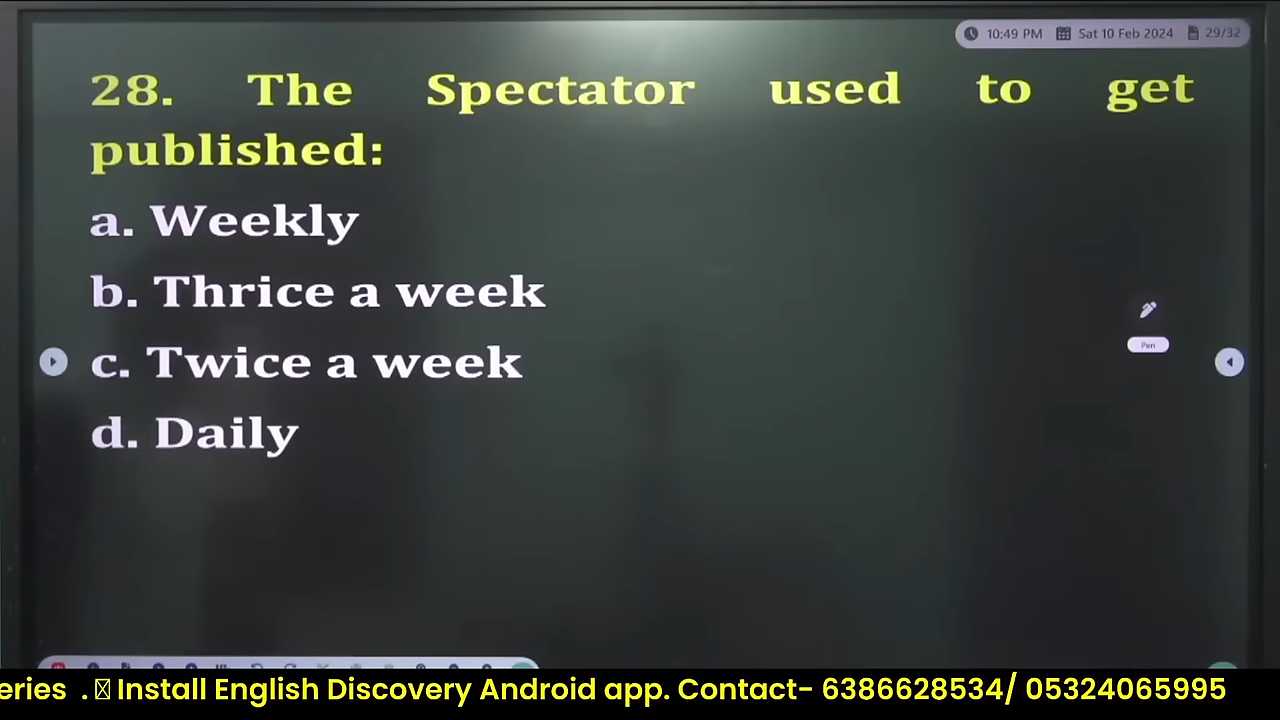 10:49 PM Sat 10 Feb 2024 29/32
28. The Spectator used to get
published:
a. Weekly
b. Thrice a week
c. Twice a week
d. Daily
Pen
eries . Install English Discovery Android app. Contact- 6386628534/ 05324065995